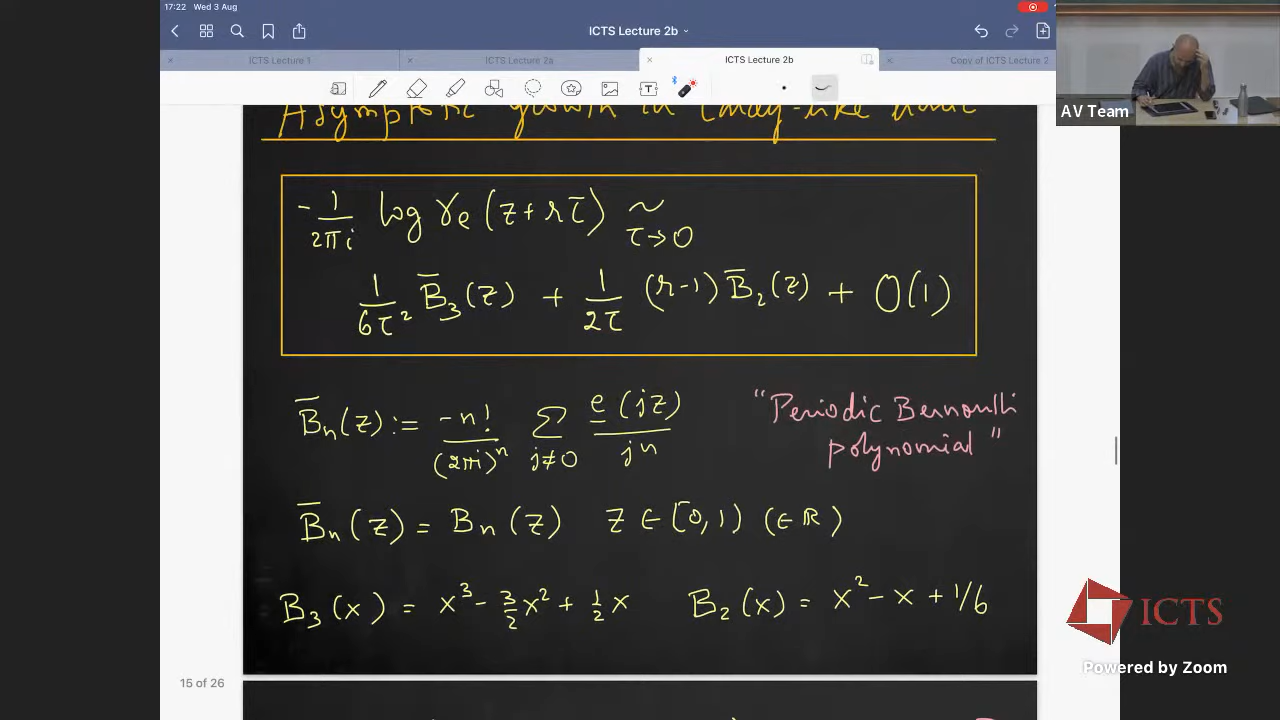 17:22 Wed 3 Aug
ICTS Lecture 2b
ICTS Lecture 1
ICTS Lecture 2a
ICTS Lecture 2b
Copy of ICTS Lecture 2
AV Team
Asymptotic growth in Cardy-like limit
-1/2πi log γe (z+rτ) ~ τ→0
1/6τ² B̄₃(z) + 1/2τ (r-1) B̄₂(z) + O(1)
B̄n(z) := -n!/(2πi)ⁿ Σ j≠0 e(jz)/jⁿ
"Periodic Bernoulli
polynomial"
B̄n(z) = Bn(z) z ∈ [0,1) (∈ ℝ)
B₃(x) = x³ - 3/2 x² + 1/2 x B₂(x) = x² - x + 1/6
ICTS
Powered by Zoom
15 of 26